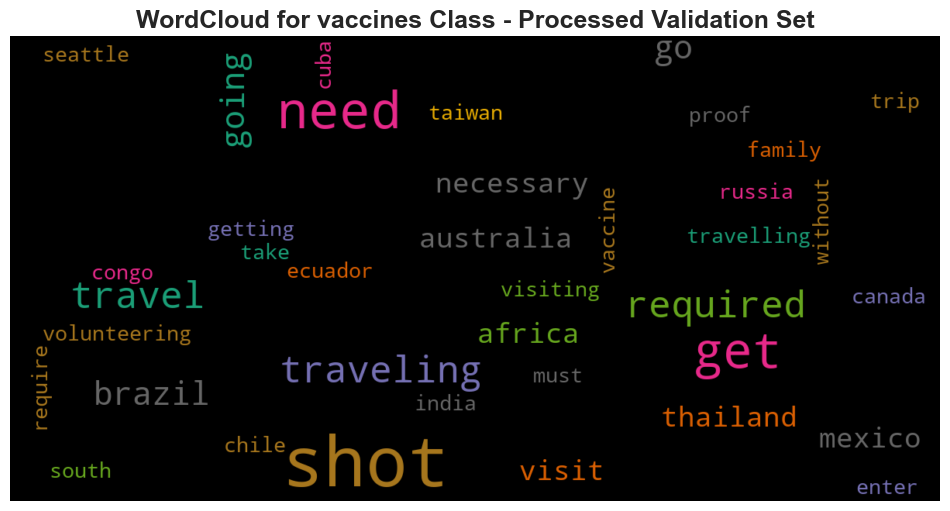 WordCloud for vaccines Class - Processed Validation Set
seattle
going
cuba
need
taiwan
go
proof
trip
family
necessary
russia
vaccine
without
getting
take
australia
travelling
congo
ecuador
travel
visiting
required
canada
volunteering
africa
get
require
traveling
must
brazil
india
thailand
mexico
chile
shot
south
visit
enter